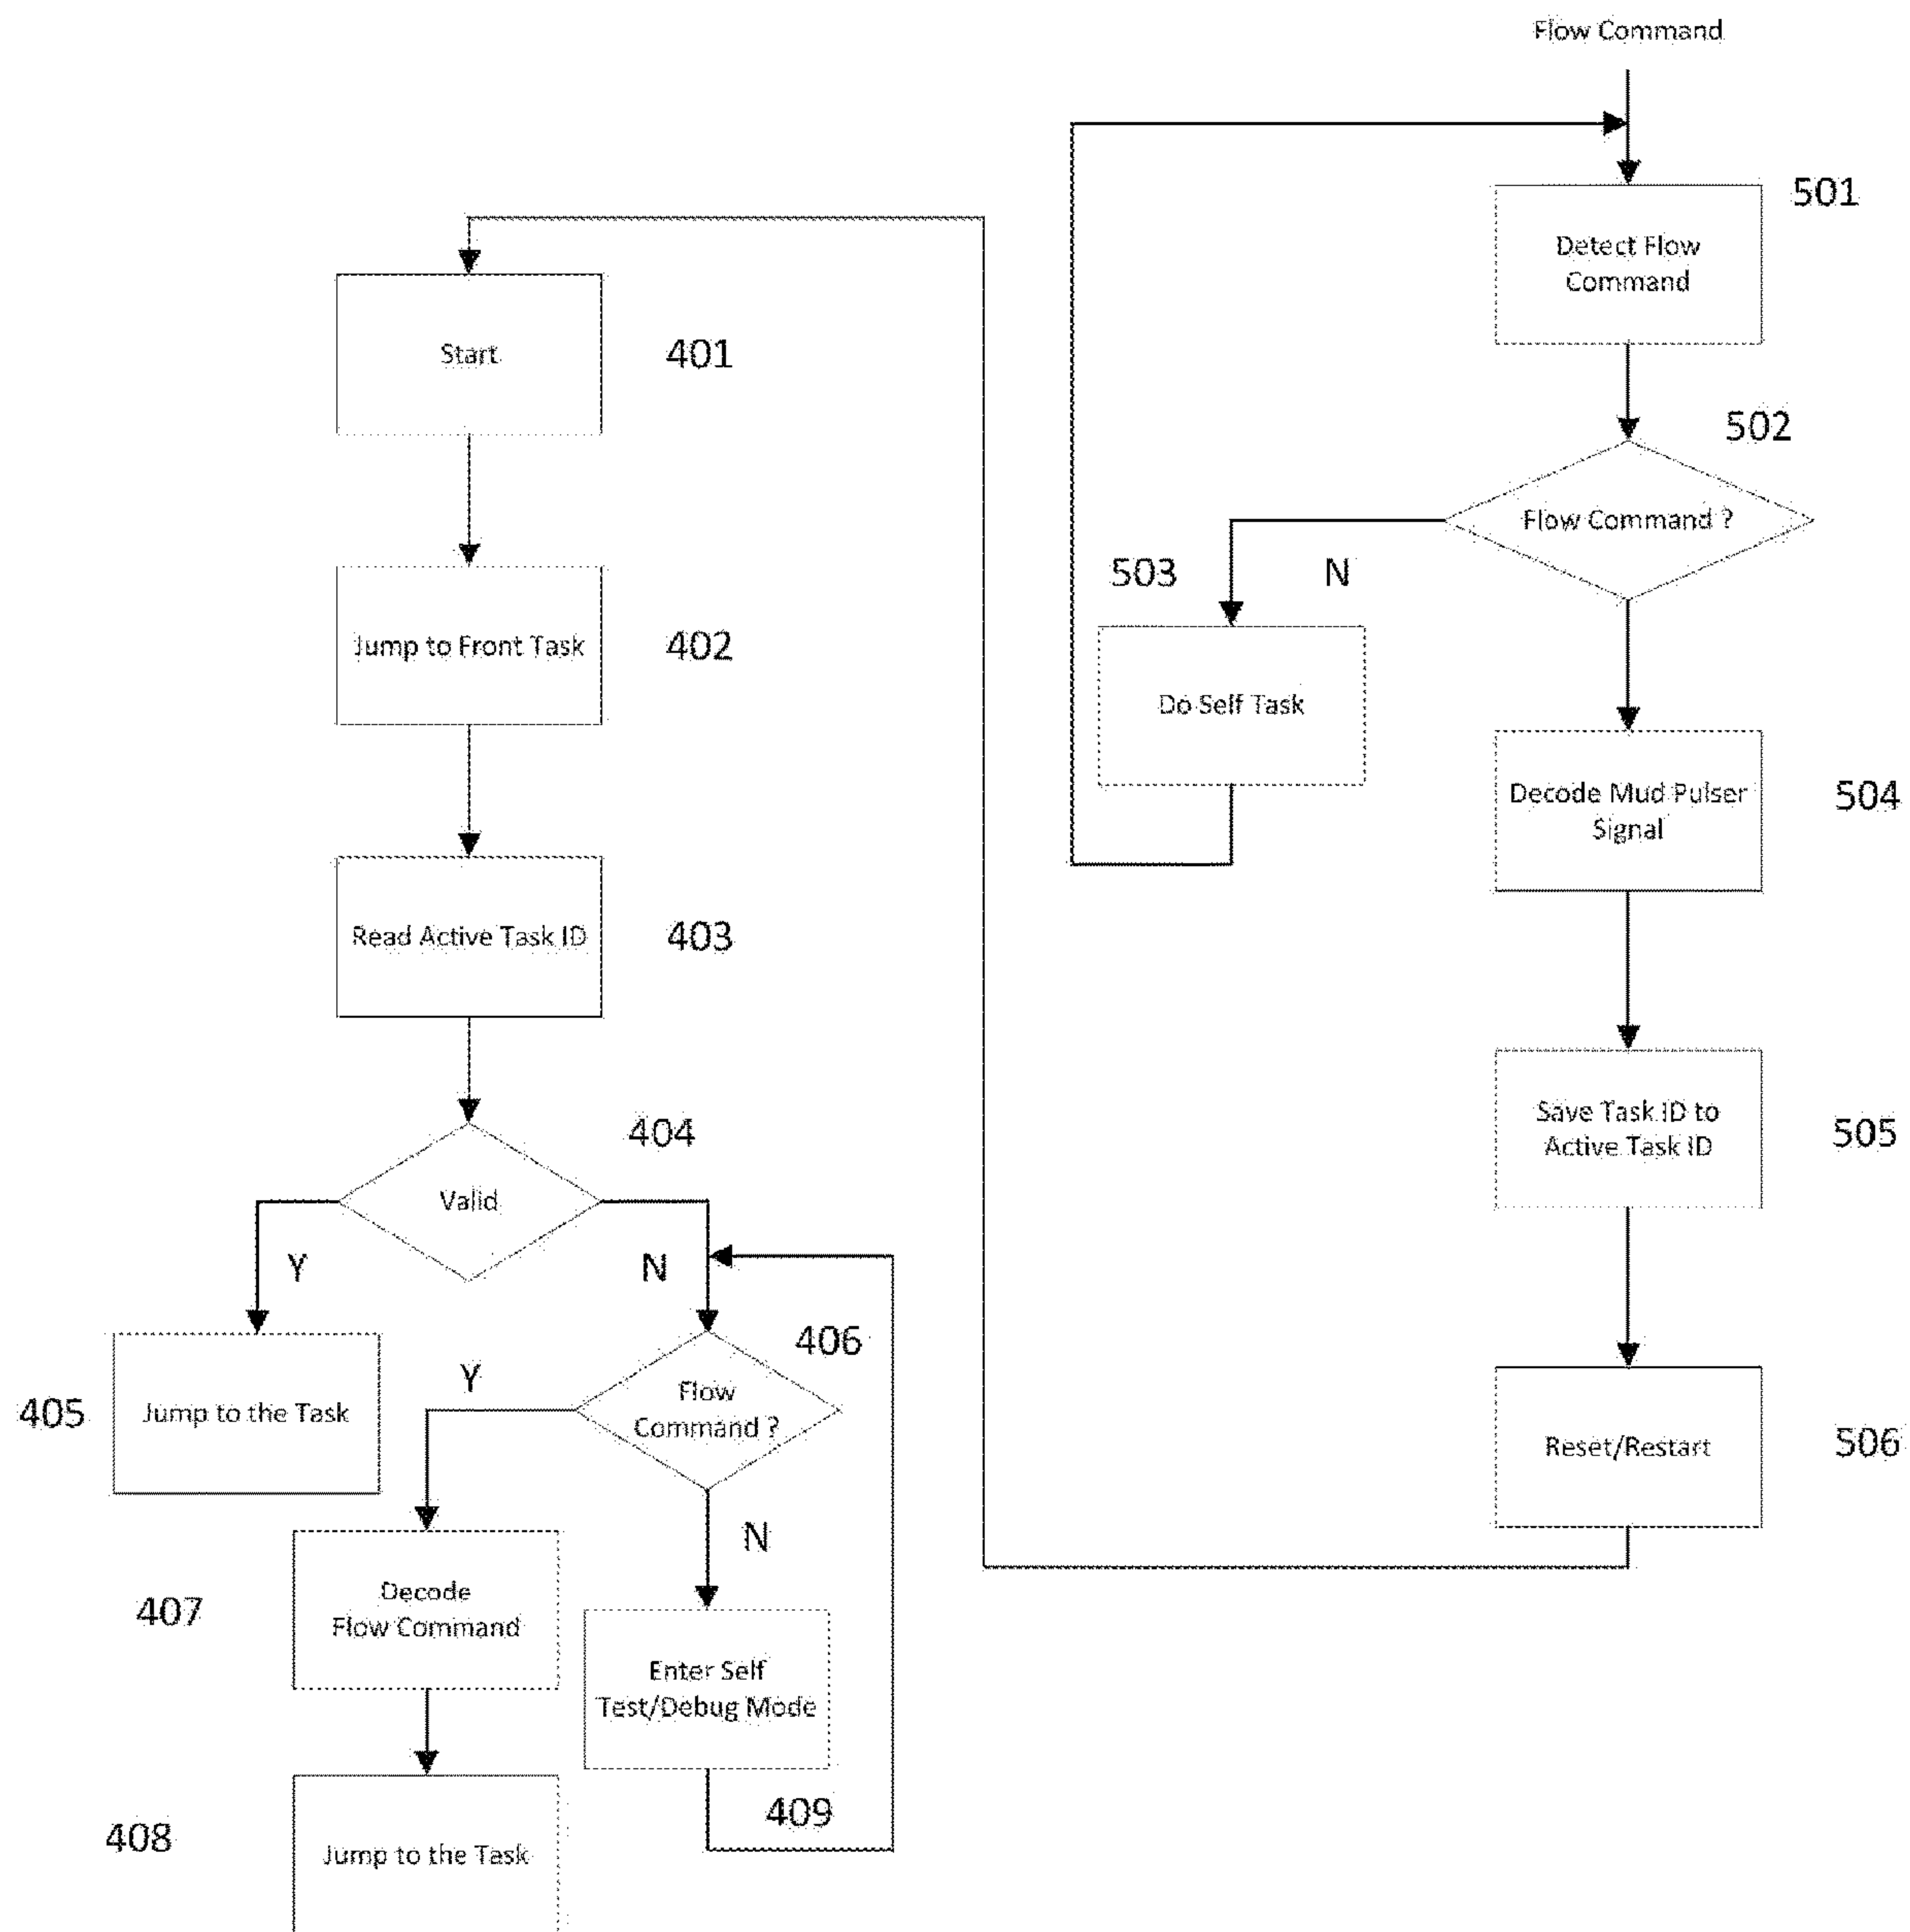 Flow Command
501
Detect Flow
Command
502
Flow Command ?
503
N
Do Self Task
504
Decode Mud Pulser
Signal
505
Save Task ID to
Active Task ID
506
Reset/Restart
Start
401
Jump to Front Task
402
Read Active Task ID
403
404
Valid
Y
N
405
Jump to the Task
406
Flow
Command ?
Y
N
407
Decode
Flow Command
Enter Self
Test/Debug Mode
409
408
Jump to the Task